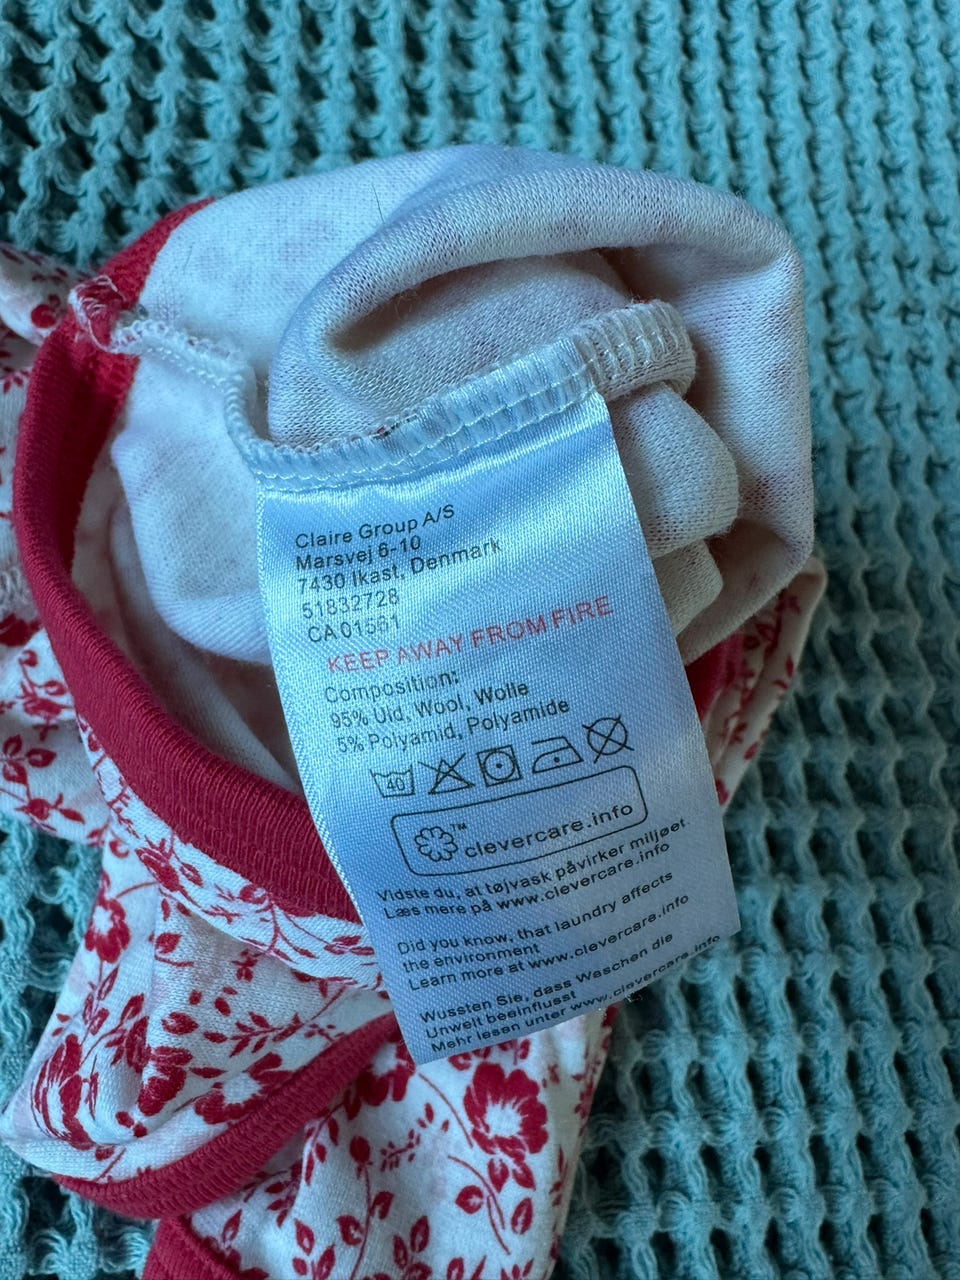 Claire Group A/S
Marsvej 6-10
7430 Ikast, Denmark
51832728
CA 01561
KEEP AWAY FROM FIRE
Composition:
95% Uld, Wool, Wolle
5% Polyamid, Polyamide
40
TM
clevercare.info
Vidste du, at tøjvask påvirker miljøet
Læs mere på www.clevercare.info
Did you know, that laundry affects
the environment
Learn more at www.clevercare.info
Wussten Sie, dass Waschen die
Umwelt beeinflusst
Mehr lesen unter www.clevercare.info